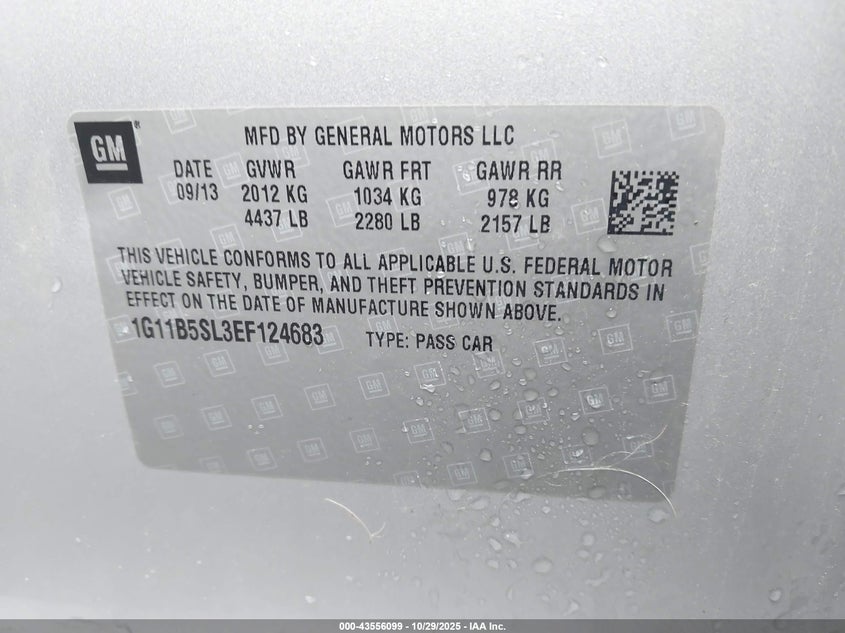 GM
MFD BY GENERAL MOTORS LLC
DATE GVWR GAWR FRT GAWR RR
09/13 2012 KG 1034 KG 978 KG
4437 LB 2280 LB 2157 LB
THIS VEHICLE CONFORMS TO ALL APPLICABLE U.S. FEDERAL MOTOR
VEHICLE SAFETY, BUMPER, AND THEFT PREVENTION STANDARDS IN
EFFECT ON THE DATE OF MANUFACTURE SHOWN ABOVE.
1G11B5SL3EF124683 TYPE: PASS CAR
000-43556099 | 10/29/2025 | IAA Inc.